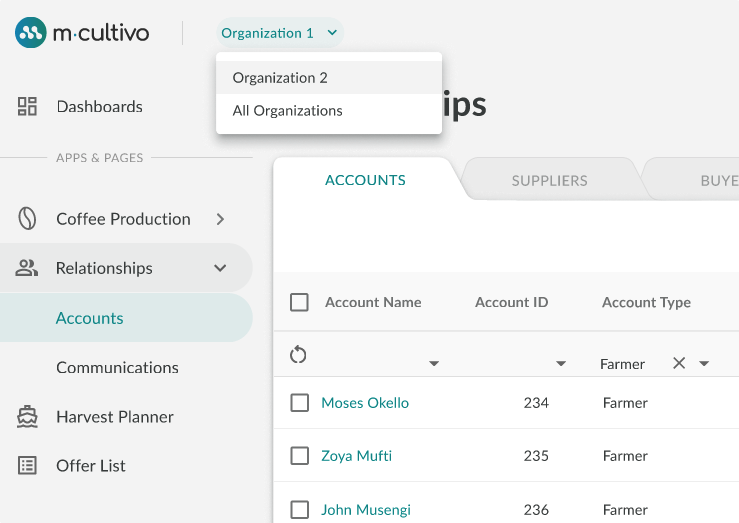 m·cultivo
Organization 1
Organization 2
All Organizations
Dashboards
APPS & PAGES
Coffee Production
Relationships
Accounts
Communications
Harvest Planner
Offer List
ips
ACCOUNTS
SUPPLIERS
BUYE
Account Name
Account ID
Account Type
Farmer
Moses Okello 234 Farmer
Zoya Mufti 235 Farmer
John Musengi 236 Farmer